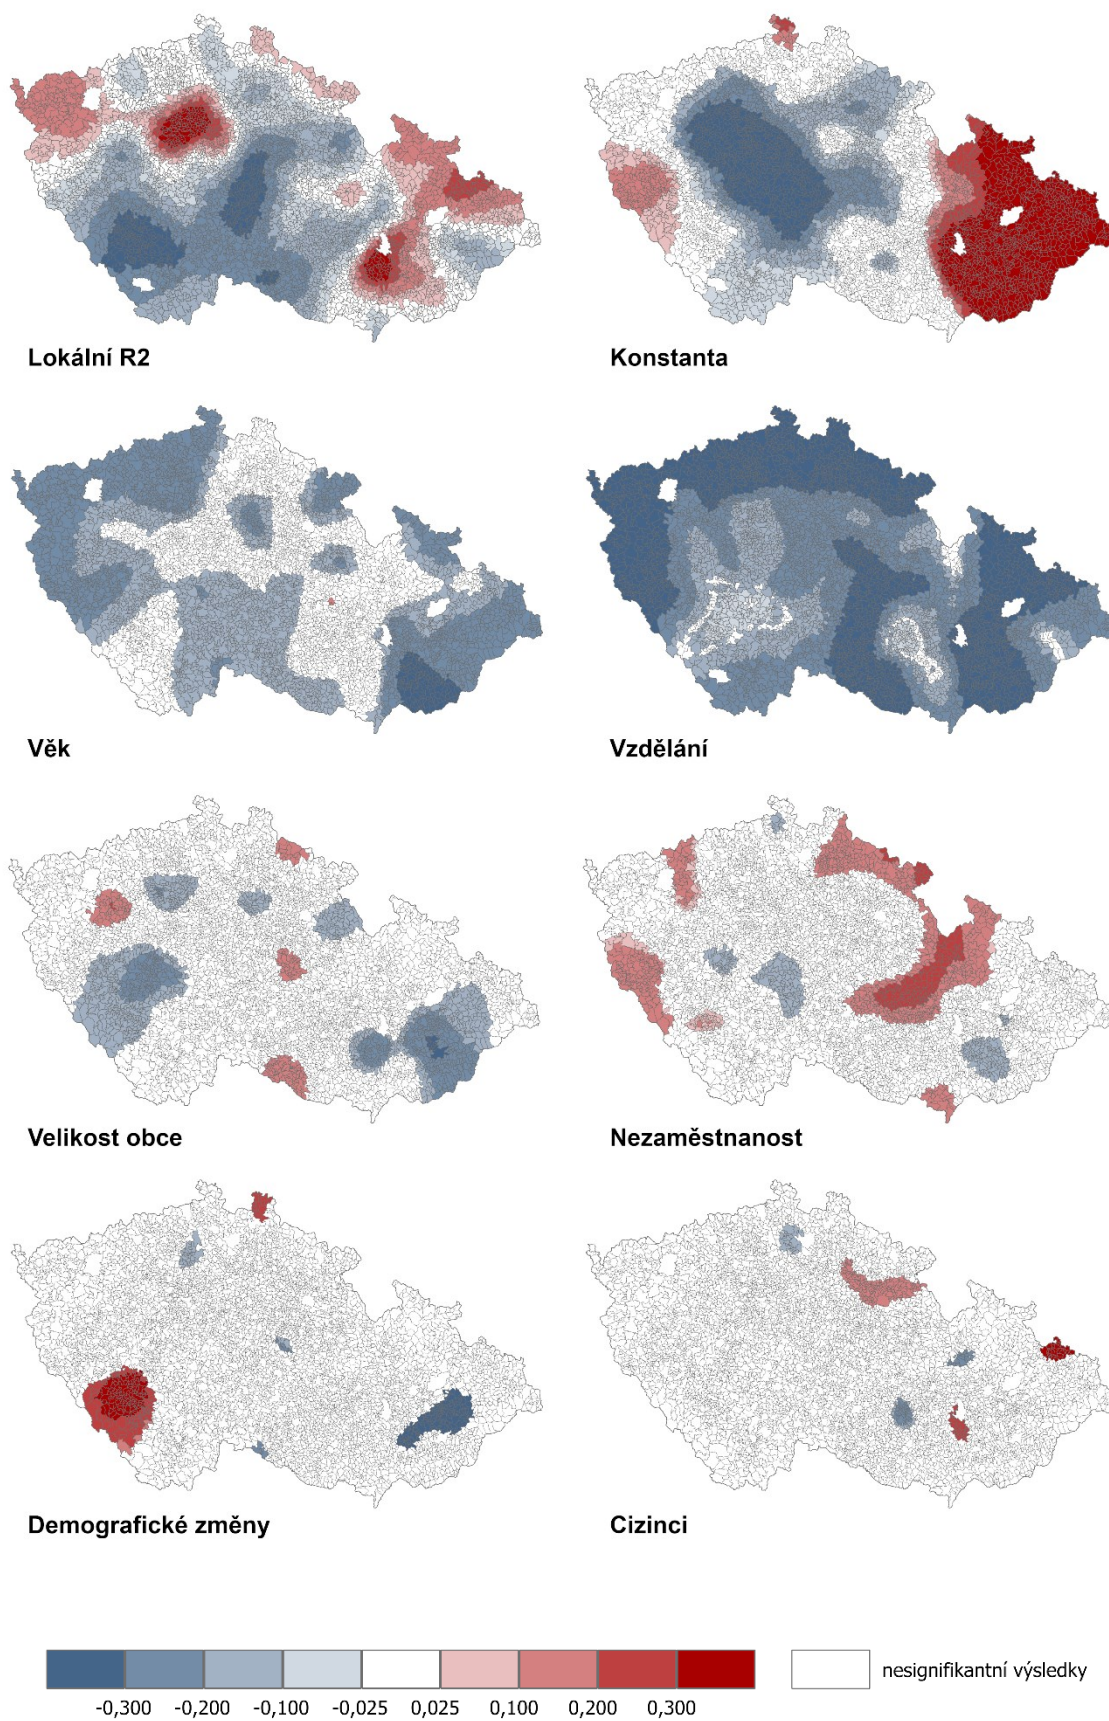 Lokální R2
Konstanta
Věk
Vzdělání
Velikost obce
Nezaměstnanost
Demografické změny
Cizinci
nesignifikantní výsledky
-0,300 -0,200 -0,100 -0,025 0,025 0,100 0,200 0,300